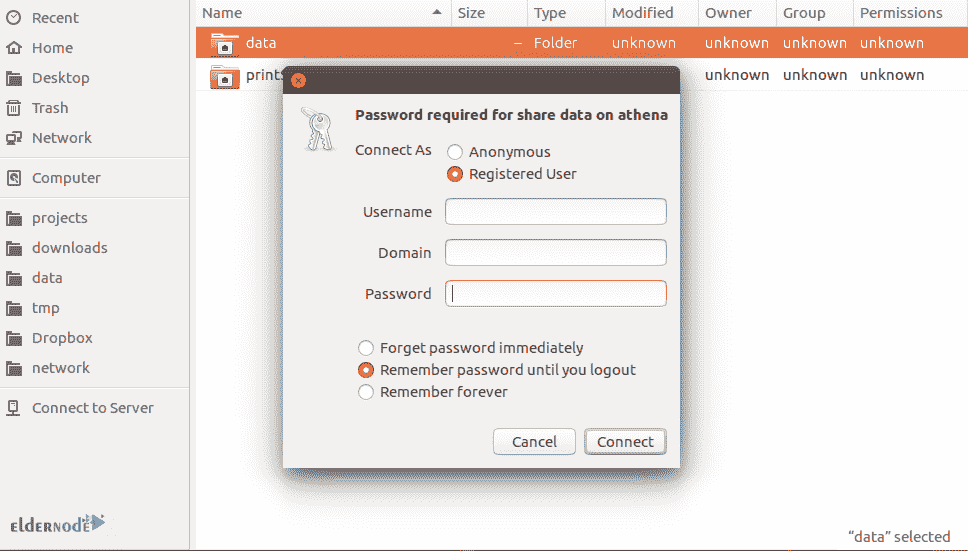 Recent
Home
Desktop
Trash
Network
Computer
projects
downloads
data
tmp
Dropbox
network
Connect to Server
ELDERNODE
Name Size Type Modified Owner Group Permissions
data – Folder unknown unknown unknown unknown
unknown unknown unknown
Password required for share data on athena
Connect As Anonymous
Registered User
Username
Domain
Password
Forget password immediately
Remember password until you logout
Remember forever
Cancel Connect
“data” selected